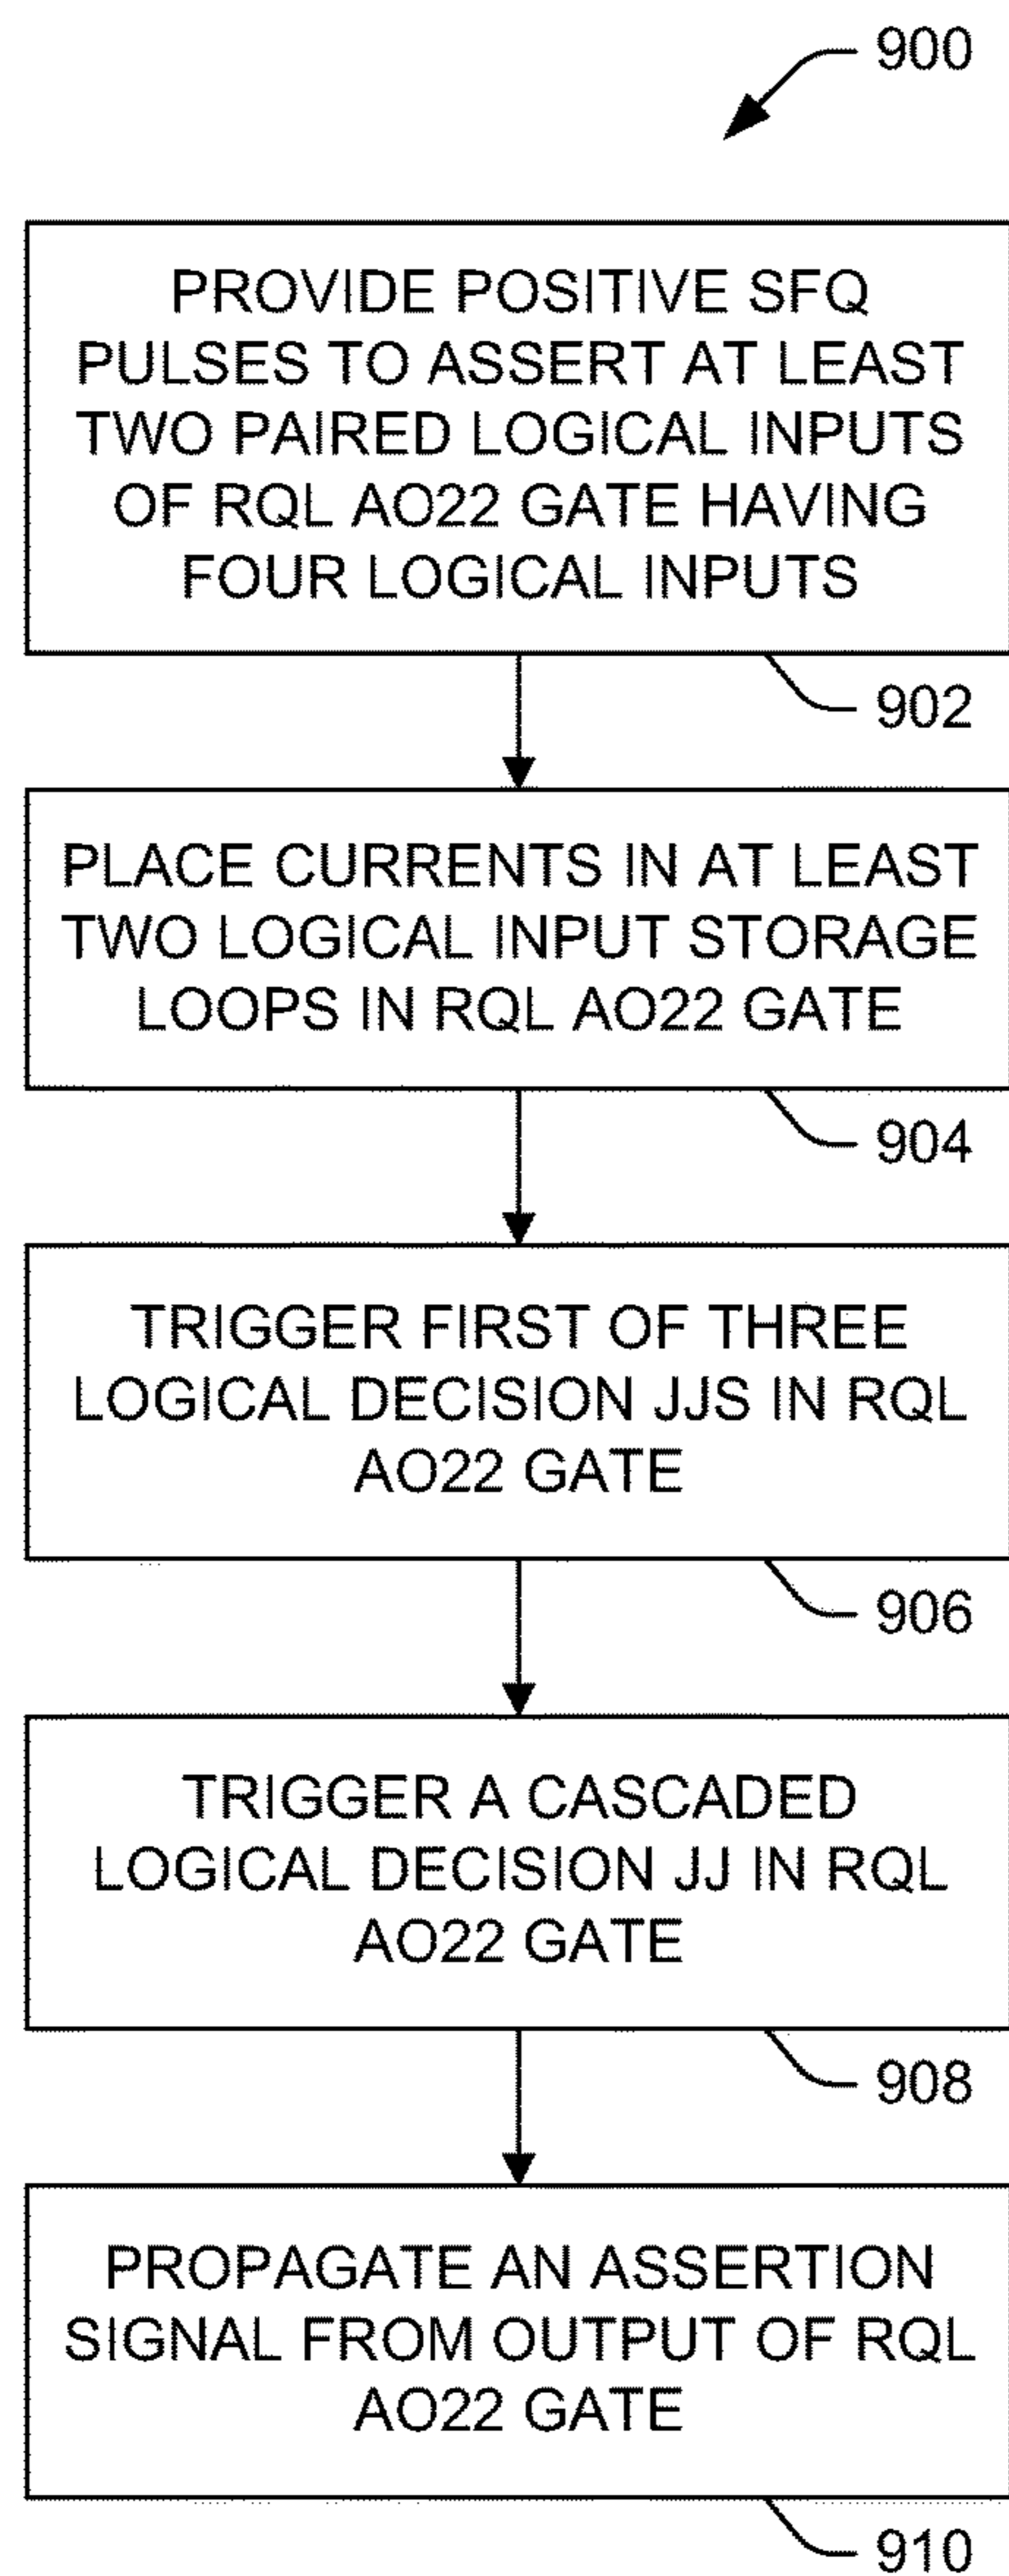 900
PROVIDE POSITIVE SFQ
PULSES TO ASSERT AT LEAST
TWO PAIRED LOGICAL INPUTS
OF RQL AO22 GATE HAVING
FOUR LOGICAL INPUTS
902
PLACE CURRENTS IN AT LEAST
TWO LOGICAL INPUT STORAGE
LOOPS IN RQL AO22 GATE
904
TRIGGER FIRST OF THREE
LOGICAL DECISION JJS IN RQL
AO22 GATE
906
TRIGGER A CASCADED
LOGICAL DECISION JJ IN RQL
AO22 GATE
908
PROPAGATE AN ASSERTION
SIGNAL FROM OUTPUT OF RQL
AO22 GATE
910